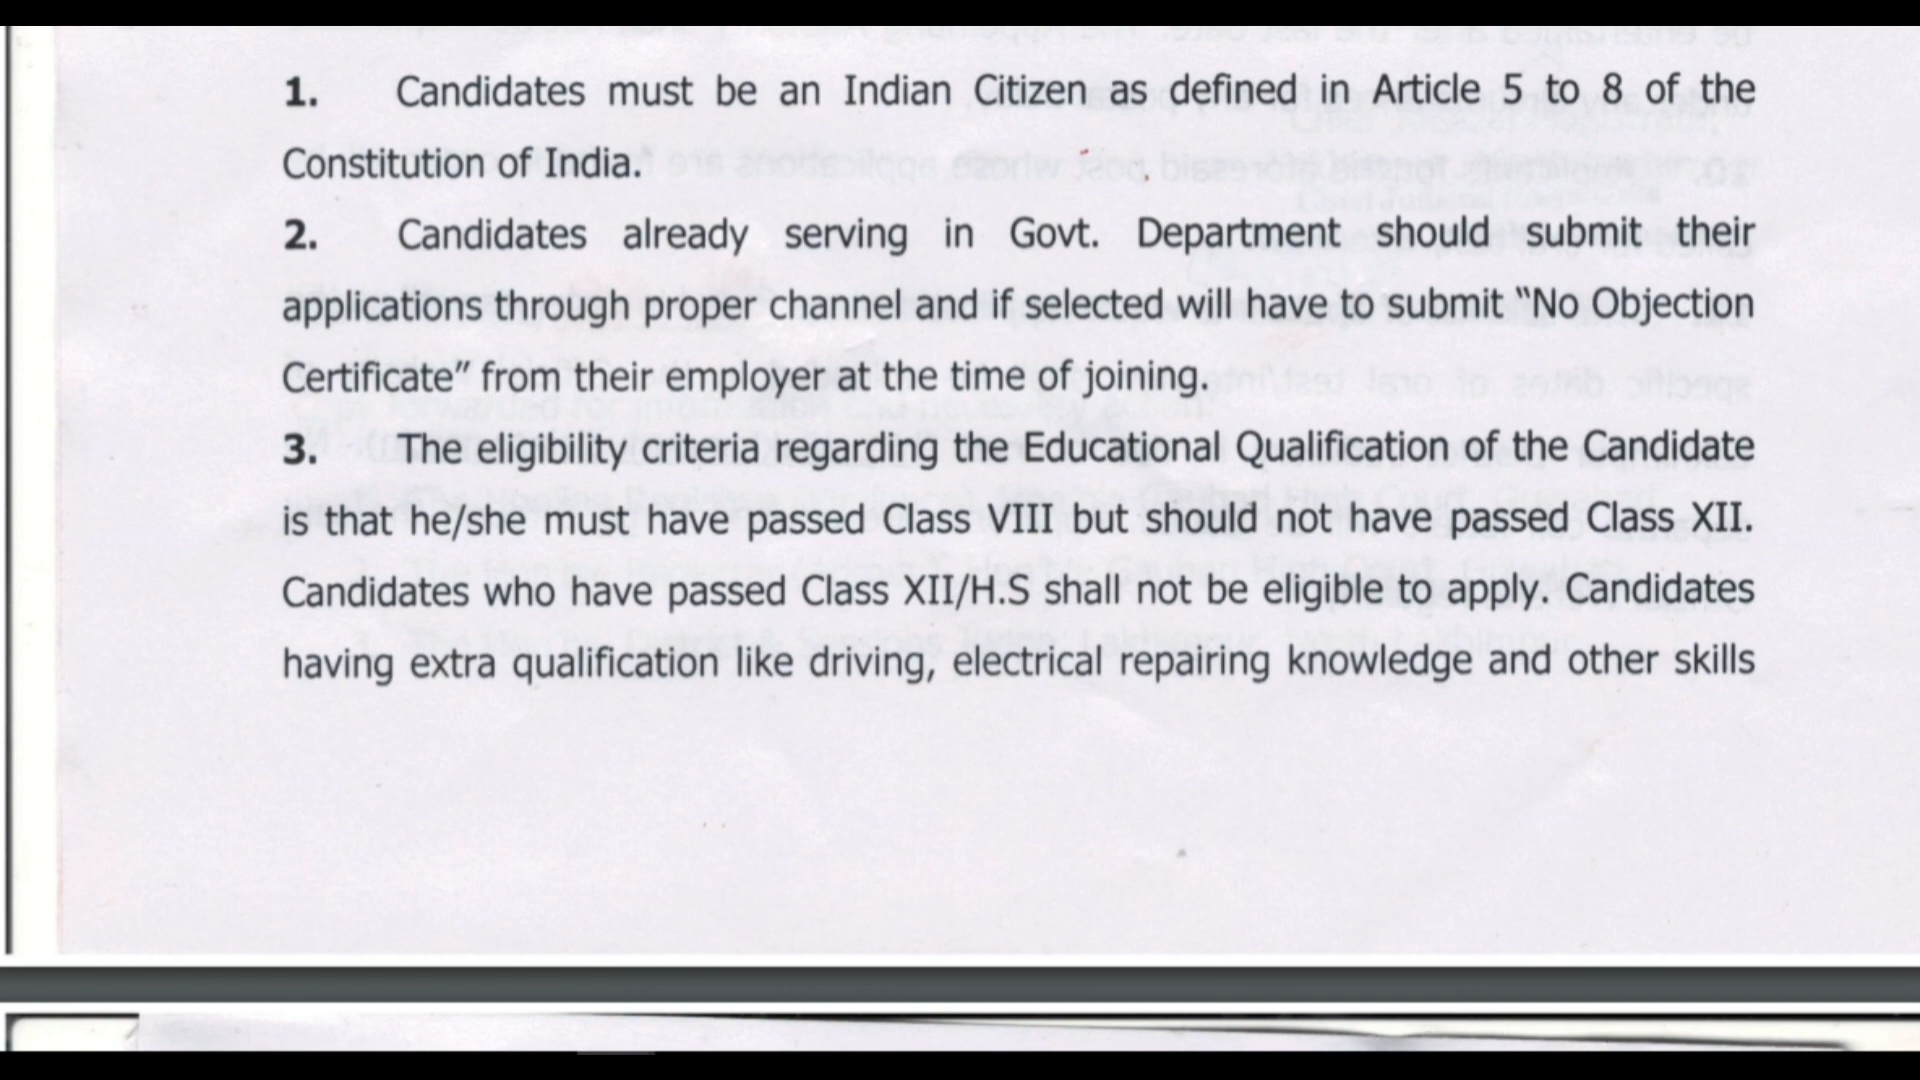 1. Candidates must be an Indian Citizen as defined in Article 5 to 8 of the
Constitution of India.
2. Candidates already serving in Govt. Department should submit their
applications through proper channel and if selected will have to submit “No Objection
Certificate” from their employer at the time of joining.
3. The eligibility criteria regarding the Educational Qualification of the Candidate
is that he/she must have passed Class VIII but should not have passed Class XII.
Candidates who have passed Class XII/H.S shall not be eligible to apply. Candidates
having extra qualification like driving, electrical repairing knowledge and other skills